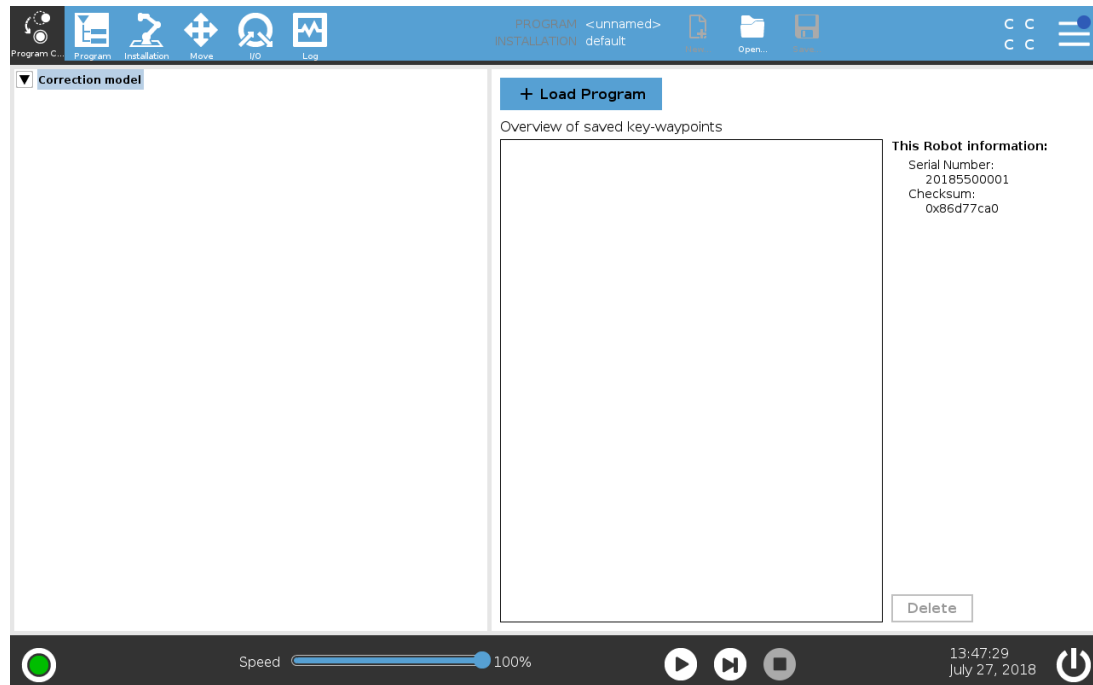 PROGRAM <unnamed>
INSTALLATION default
C C
C C
Program C... Program Installation Move I/O Log New... Open... Save...
Correction model
+ Load Program
Overview of saved key-waypoints
This Robot information:
Serial Number:
20185500001
Checksum:
0x86d77ca0
Delete
Speed 100%
13:47:29
July 27, 2018